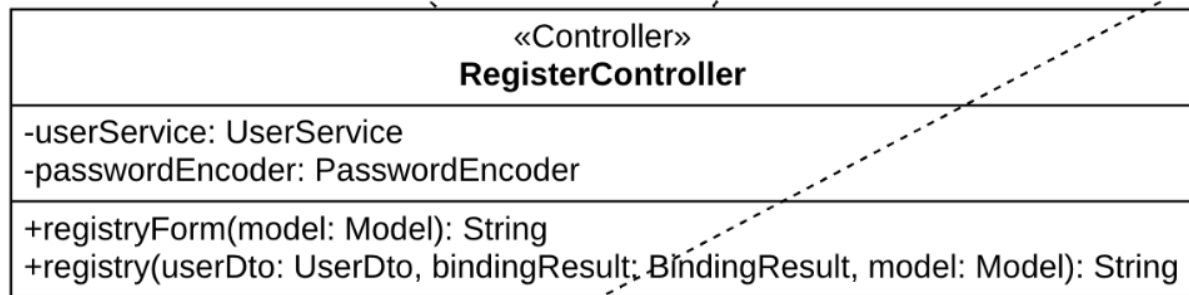 «Controller»
RegisterController
-userService: UserService
-passwordEncoder: PasswordEncoder
+registryForm(model: Model): String
+registry(userDto: UserDto, bindingResult: BindingResult, model: Model): String